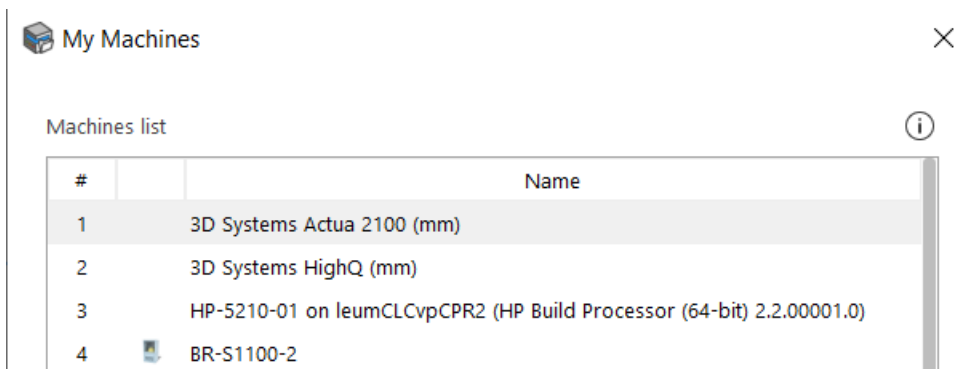 My Machines
Machines list
# Name
1 3D Systems Actua 2100 (mm)
2 3D Systems HighQ (mm)
3 HP-5210-01 on leumCLCvpCPR2 (HP Build Processor (64-bit) 2.2.00001.0)
4 BR-S1100-2